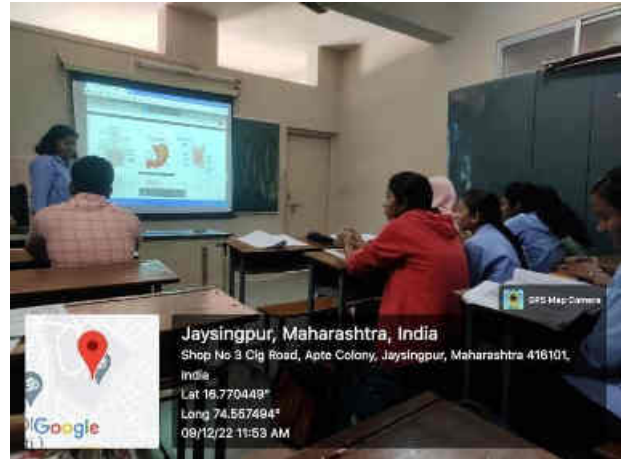 GPS Map Camera
Jaysingpur, Maharashtra, India
Shop No 3 Cig Road, Apte Colony, Jaysingpur, Maharashtra 416101,
India
Lat 16.770449°
Long 74.557494°
09/12/22 11:53 AM
Google